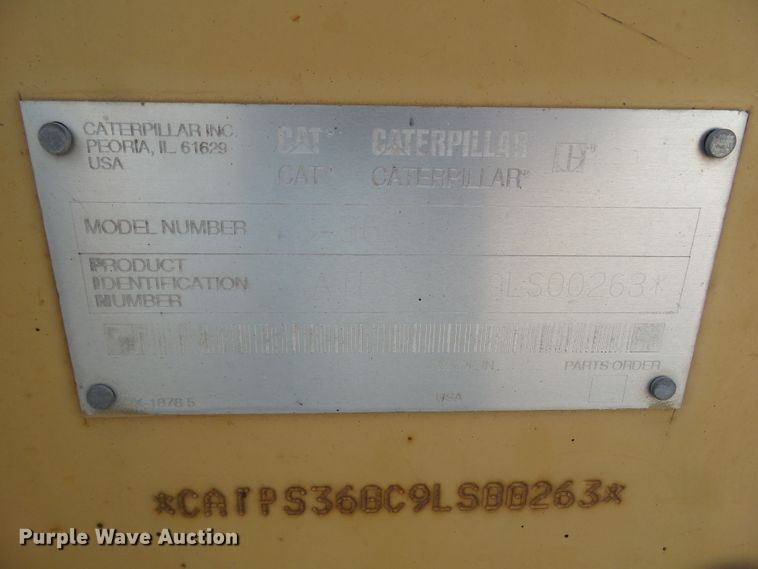 CATERPILLAR INC.
PEORIA, IL 61629
USA
CAT® CATERPILLAR
CAT® CATERPILLAR®
MODEL NUMBER
PRODUCT
IDENTIFICATION
NUMBER
9LS00263*
PARTS ORDER
USA
*CATPS360C9LS00263*
Purple Wave Auction